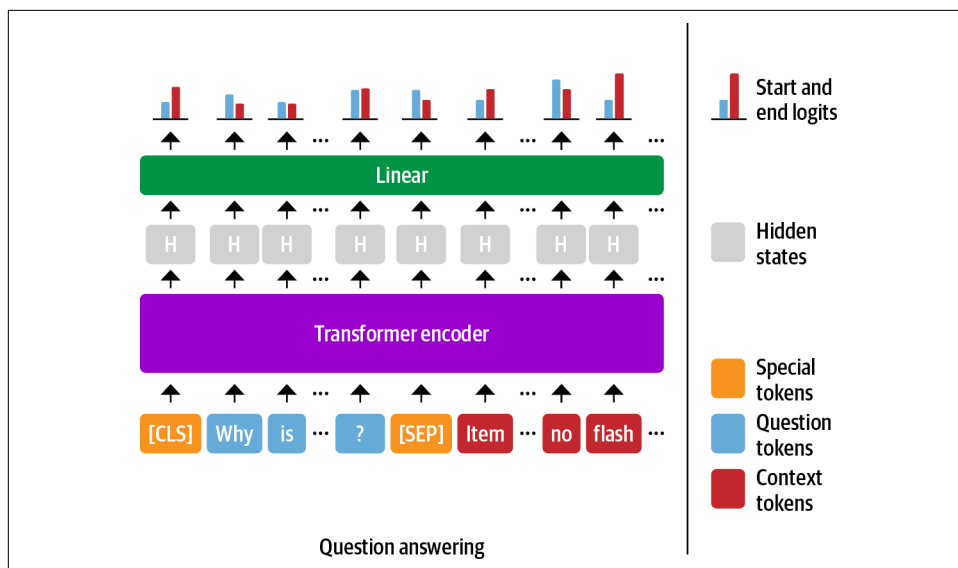 Start and
end logits
... ... ...
Linear
... ... ...
H H H H H H H H
Hidden
states
... ... ...
Transformer encoder
... ...
[CLS] Why is ... ? [SEP] Item ... no flash ...
Special
tokens
Question
tokens
Context
tokens
Question answering